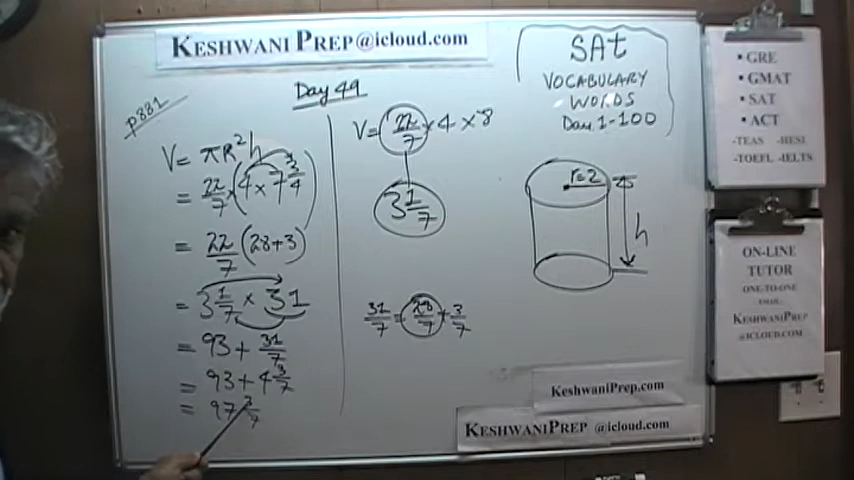 KESHWANI PREP@icloud.com
Day 49
p881
V = πR²h
= 22/7 × (4 × 7 3/4)
= 22/7 (28+3)
= 3 1/7 × 31
= 93 + 31/7
= 93 + 4 3/7
= 97 3/7
V = 22/7 × 4 × 8
3 1/7
31/7 = 28/7 + 3/7
SAt
VOCABULARY
WORDS
Day 1-100
r=2
h
KeshwaniPrep.com
KESHWANIPREP @icloud.com
• GRE
• GMAT
• SAT
• ACT
-TEAS -HESI
-TOEFL -IELTS
ON-LINE
TUTOR
ONE-TO-ONE
KESHWANIPREP
@ICLOUD.COM